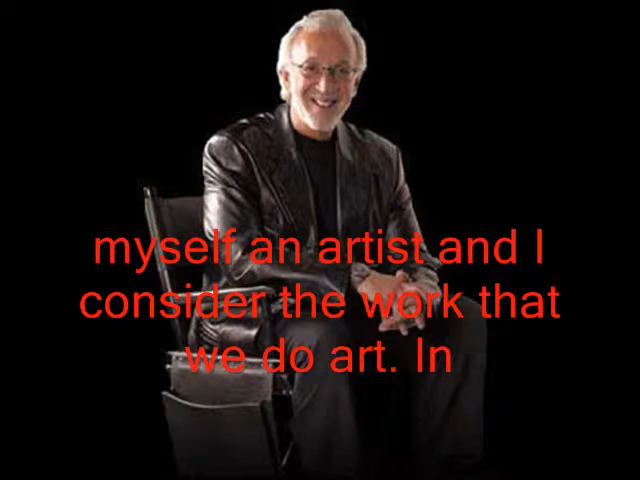 myself an artist and I
consider the work that
we do art. In